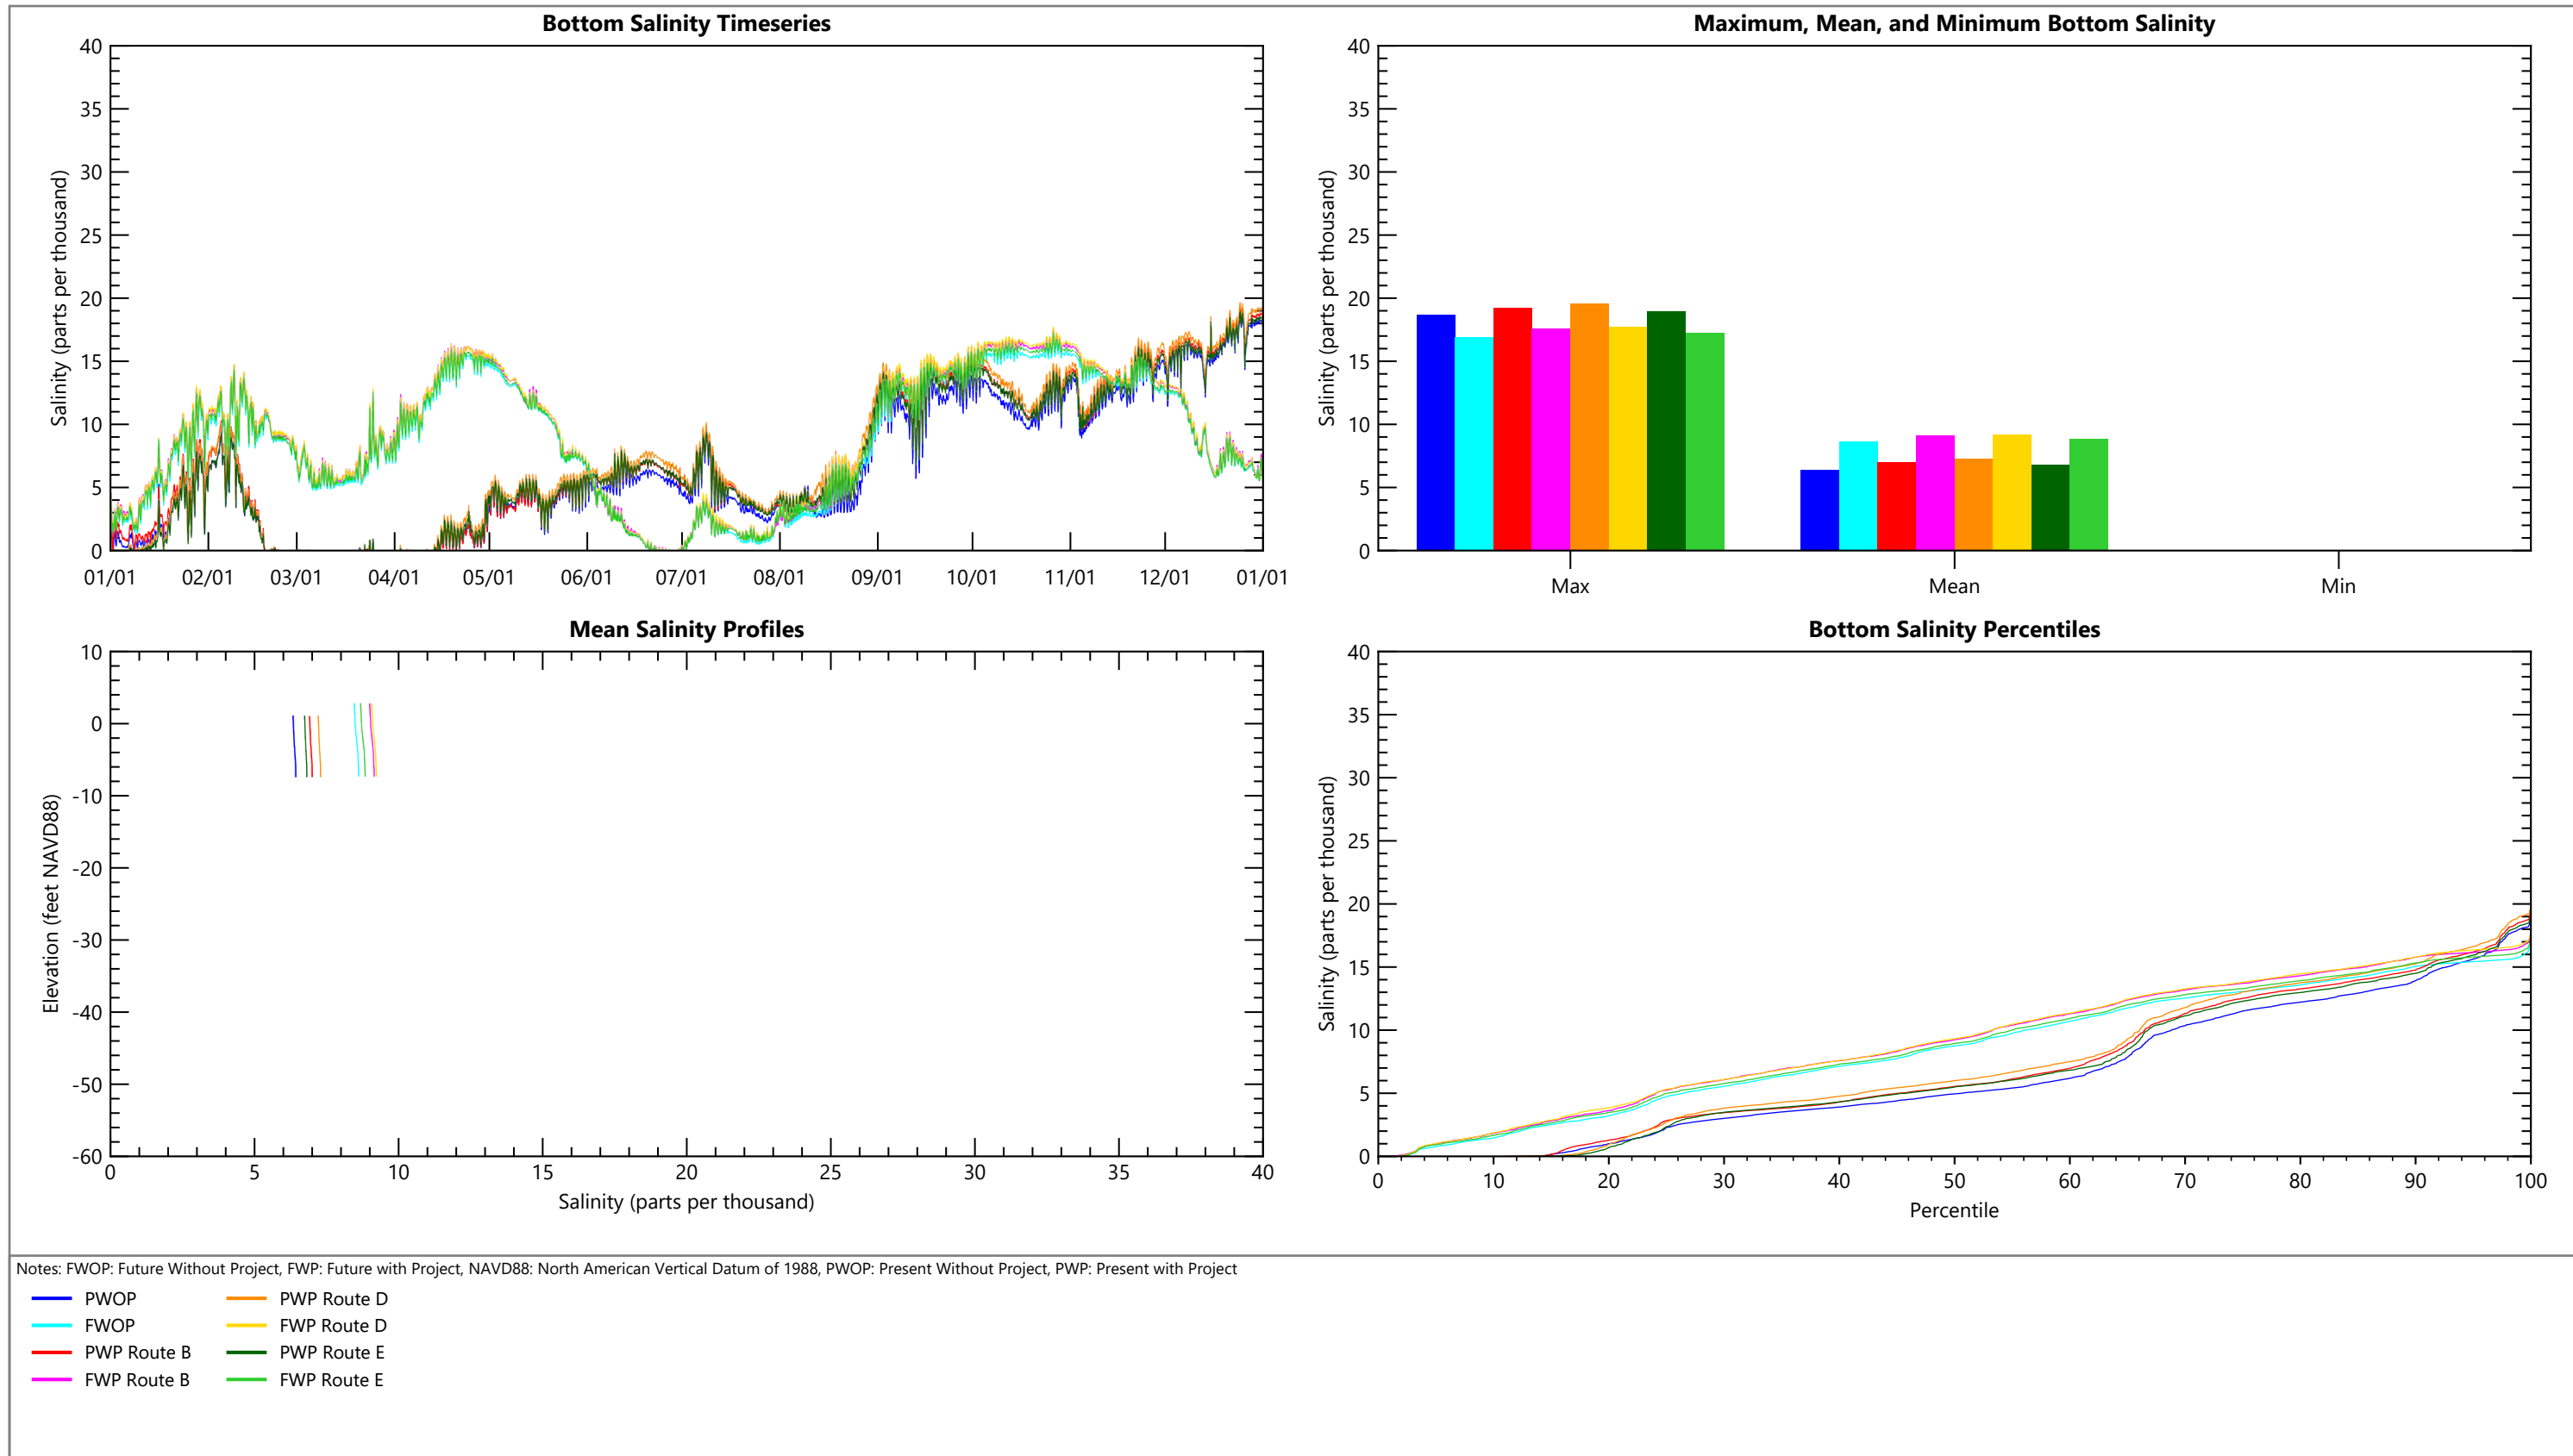 Bottom Salinity Timeseries
Salinity (parts per thousand)
40
35
30
25
20
15
10
5
0
01/01 02/01 03/01 04/01 05/01 06/01 07/01 08/01 09/01 10/01 11/01 12/01 01/01
Maximum, Mean, and Minimum Bottom Salinity
Salinity (parts per thousand)
40
35
30
25
20
15
10
5
0
Max Mean Min
Mean Salinity Profiles
Elevation (feet NAVD88)
10
0
-10
-20
-30
-40
-50
-60
0 5 10 15 20 25 30 35 40
Salinity (parts per thousand)
Bottom Salinity Percentiles
Salinity (parts per thousand)
40
35
30
25
20
15
10
5
0
0 10 20 30 40 50 60 70 80 90 100
Percentile
Notes: FWOP: Future Without Project, FWP: Future with Project, NAVD88: North American Vertical Datum of 1988, PWOP: Present Without Project, PWP: Present with Project
PWOP
FWOP
PWP Route B
FWP Route B
PWP Route D
FWP Route D
PWP Route E
FWP Route E